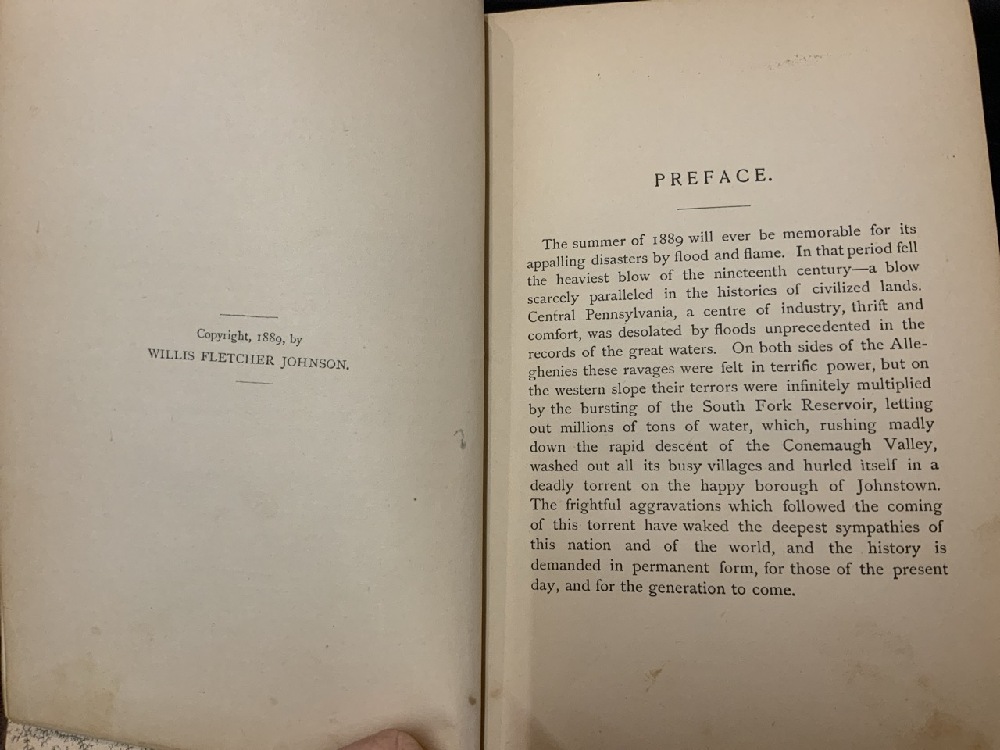 Copyright, 1889, by
WILLIS FLETCHER JOHNSON.
PREFACE.
The summer of 1889 will ever be memorable for its
appalling disasters by flood and flame. In that period fell
the heaviest blow of the nineteenth century—a blow
scarcely paralleled in the histories of civilized lands.
Central Pennsylvania, a centre of industry, thrift and
comfort, was desolated by floods unprecedented in the
records of the great waters. On both sides of the Alle-
ghenies these ravages were felt in terrific power, but on
the western slope their terrors were infinitely multiplied
by the bursting of the South Fork Reservoir, letting
out millions of tons of water, which, rushing madly
down the rapid descent of the Conemaugh Valley,
washed out all its busy villages and hurled itself in a
deadly torrent on the happy borough of Johnstown.
The frightful aggravations which followed the coming
of this torrent have waked the deepest sympathies of
this nation and of the world, and the history is
demanded in permanent form, for those of the present
day, and for the generation to come.